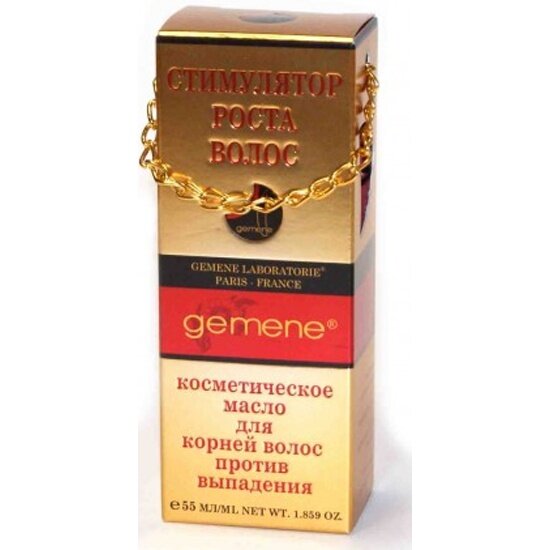 СТИМУЛЯТОР
РОСТА
ВОЛОС
gemene
GEMENE LABORATORIE®
PARIS - FRANCE
gemene®
КОСМЕТИЧЕСКОЕ
МАСЛО
ДЛЯ
КОРНЕЙ ВОЛОС
ПРОТИВ
ВЫПАДЕНИЯ
℮ 55 МЛ/ML NET WT. 1.859 OZ.